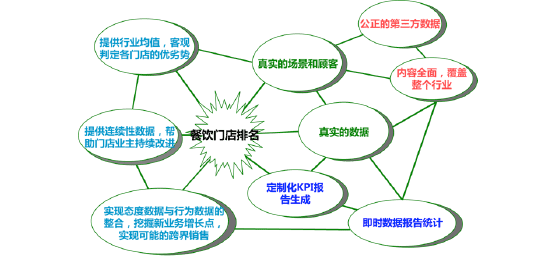 公正的第三方数据
提供行业均值，客观
判定各门店的优劣势
真实的场景和顾客
内容全面，覆盖
整个行业
提供连续性数据，帮
助门店业主持续改进
餐饮门店排名
真实的数据
定制化KPI报
告生成
实现态度数据与行为数据的
整合，挖掘新业务增长点，
实现可能的跨界销售
即时数据报告统计